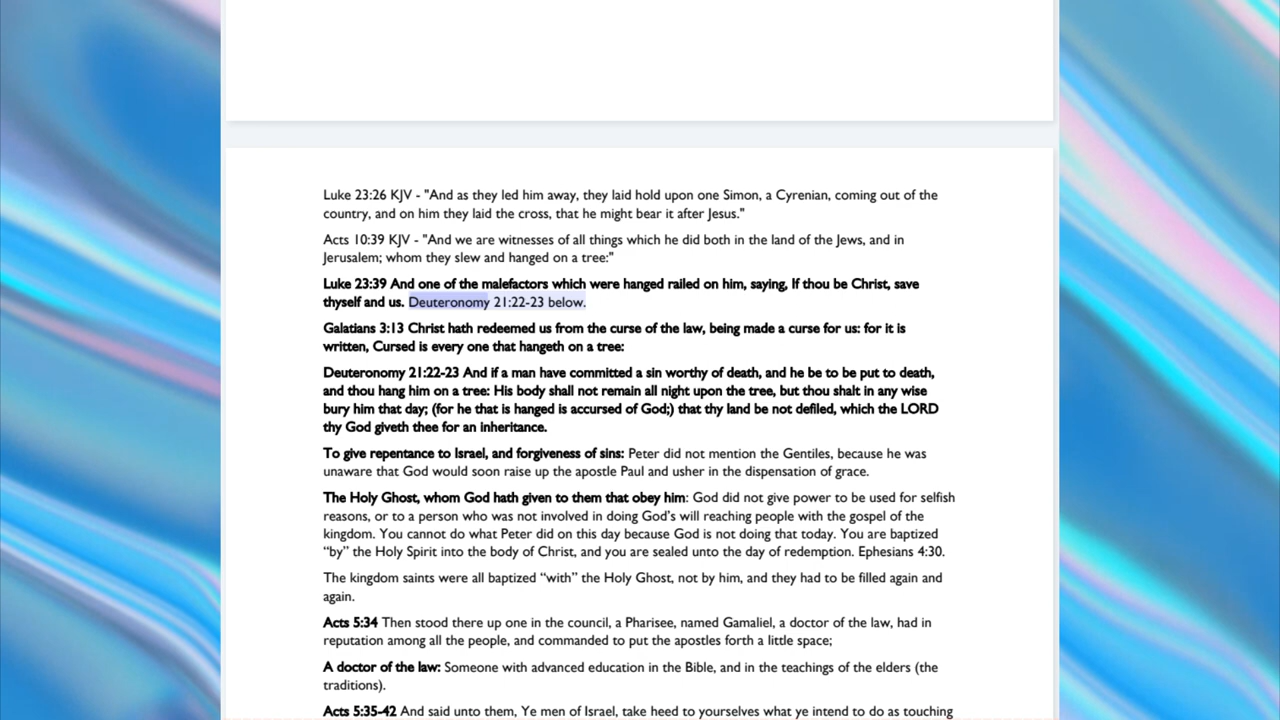 Luke 23:26 KJV - "And as they led him away, they laid hold upon one Simon, a Cyrenian, coming out of the
country, and on him they laid the cross, that he might bear it after Jesus."
Acts 10:39 KJV - "And we are witnesses of all things which he did both in the land of the Jews, and in
Jerusalem; whom they slew and hanged on a tree:"
Luke 23:39 And one of the malefactors which were hanged railed on him, saying, If thou be Christ, save
thyself and us. Deuteronomy 21:22-23 below.
Galatians 3:13 Christ hath redeemed us from the curse of the law, being made a curse for us: for it is
written, Cursed is every one that hangeth on a tree:
Deuteronomy 21:22-23 And if a man have committed a sin worthy of death, and he be to be put to death,
and thou hang him on a tree: His body shall not remain all night upon the tree, but thou shalt in any wise
bury him that day; (for he that is hanged is accursed of God;) that thy land be not defiled, which the LORD
thy God giveth thee for an inheritance.
To give repentance to Israel, and forgiveness of sins: Peter did not mention the Gentiles, because he was
unaware that God would soon raise up the apostle Paul and usher in the dispensation of grace.
The Holy Ghost, whom God hath given to them that obey him: God did not give power to be used for selfish
reasons, or to a person who was not involved in doing God’s will reaching people with the gospel of the
kingdom. You cannot do what Peter did on this day because God is not doing that today. You are baptized
“by” the Holy Spirit into the body of Christ, and you are sealed unto the day of redemption. Ephesians 4:30.
The kingdom saints were all baptized “with” the Holy Ghost, not by him, and they had to be filled again and
again.
Acts 5:34 Then stood there up one in the council, a Pharisee, named Gamaliel, a doctor of the law, had in
reputation among all the people, and commanded to put the apostles forth a little space;
A doctor of the law: Someone with advanced education in the Bible, and in the teachings of the elders (the
traditions).
Acts 5:35-42 And said unto them, Ye men of Israel, take heed to yourselves what ye intend to do as touching